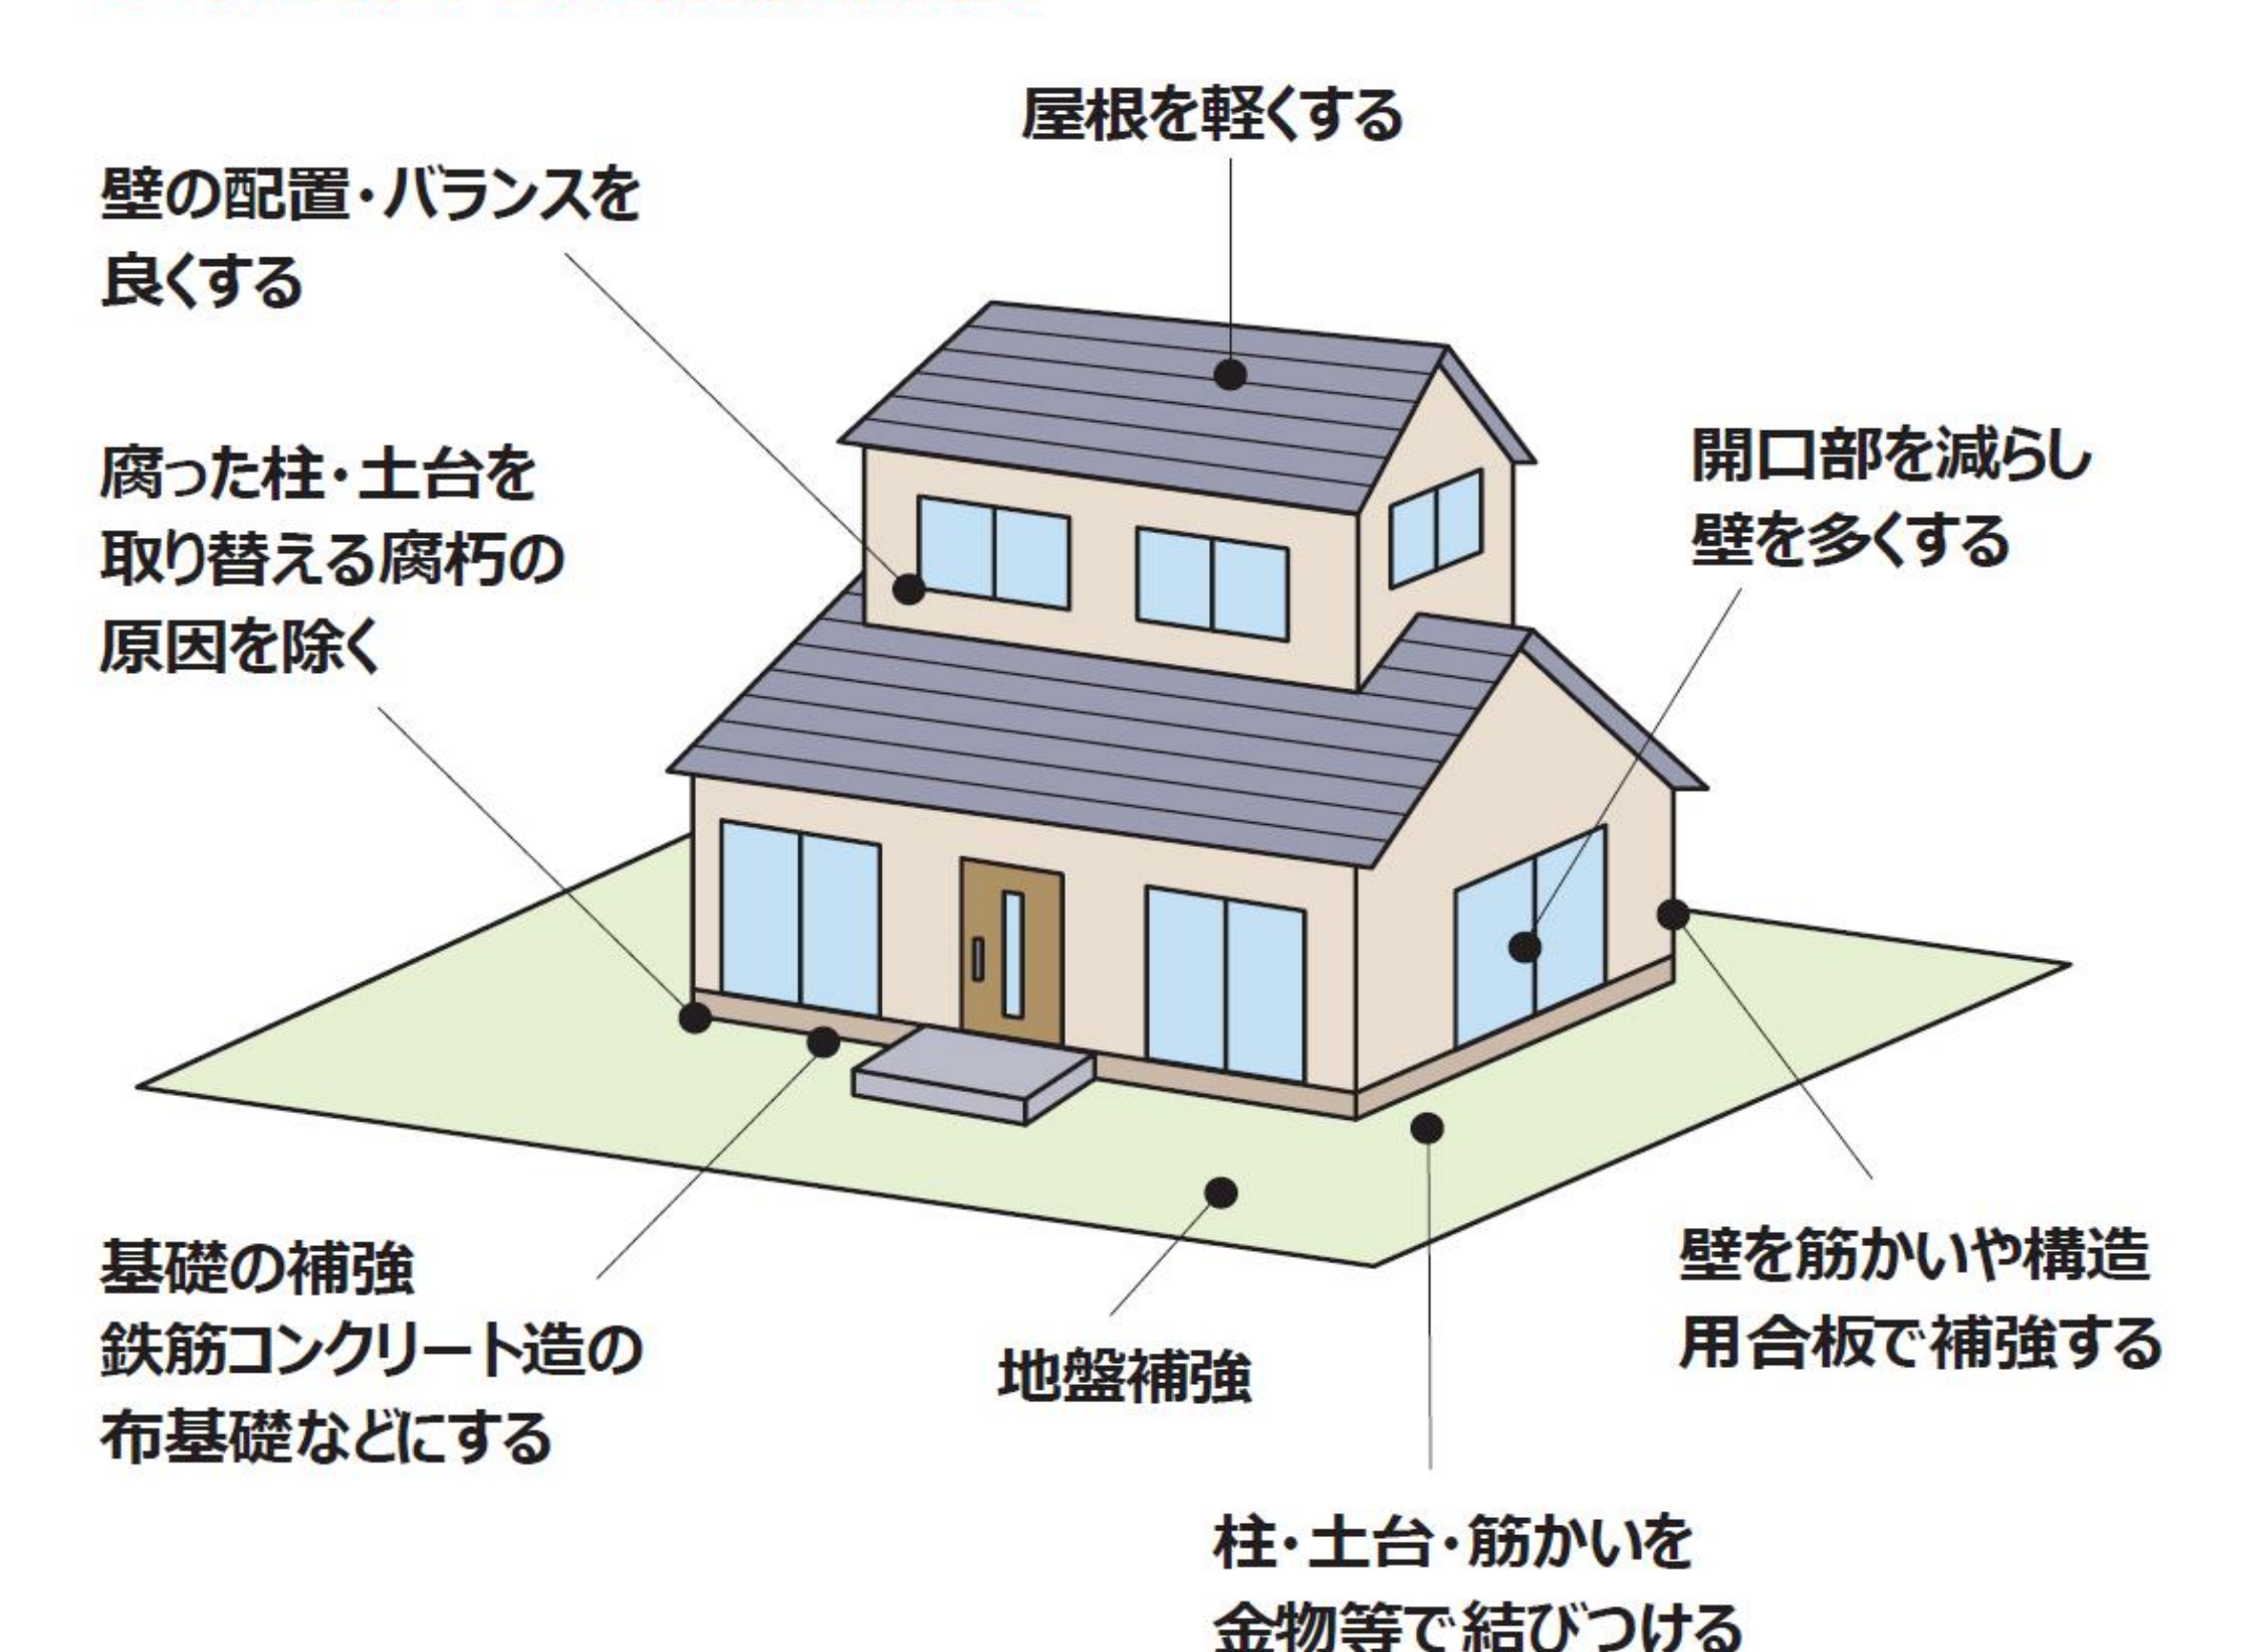 屋根を軽くする
壁の配置・バランスを
良くする
腐った柱・土台を
取り替える腐朽の
原因を除く
開口部を減らし
壁を多くする
基礎の補強
鉄筋コンクリート造の
布基礎などにする
地盤補強
壁を筋かいや構造
用合板で補強する
柱・土台・筋かいを
金物等で結びつける